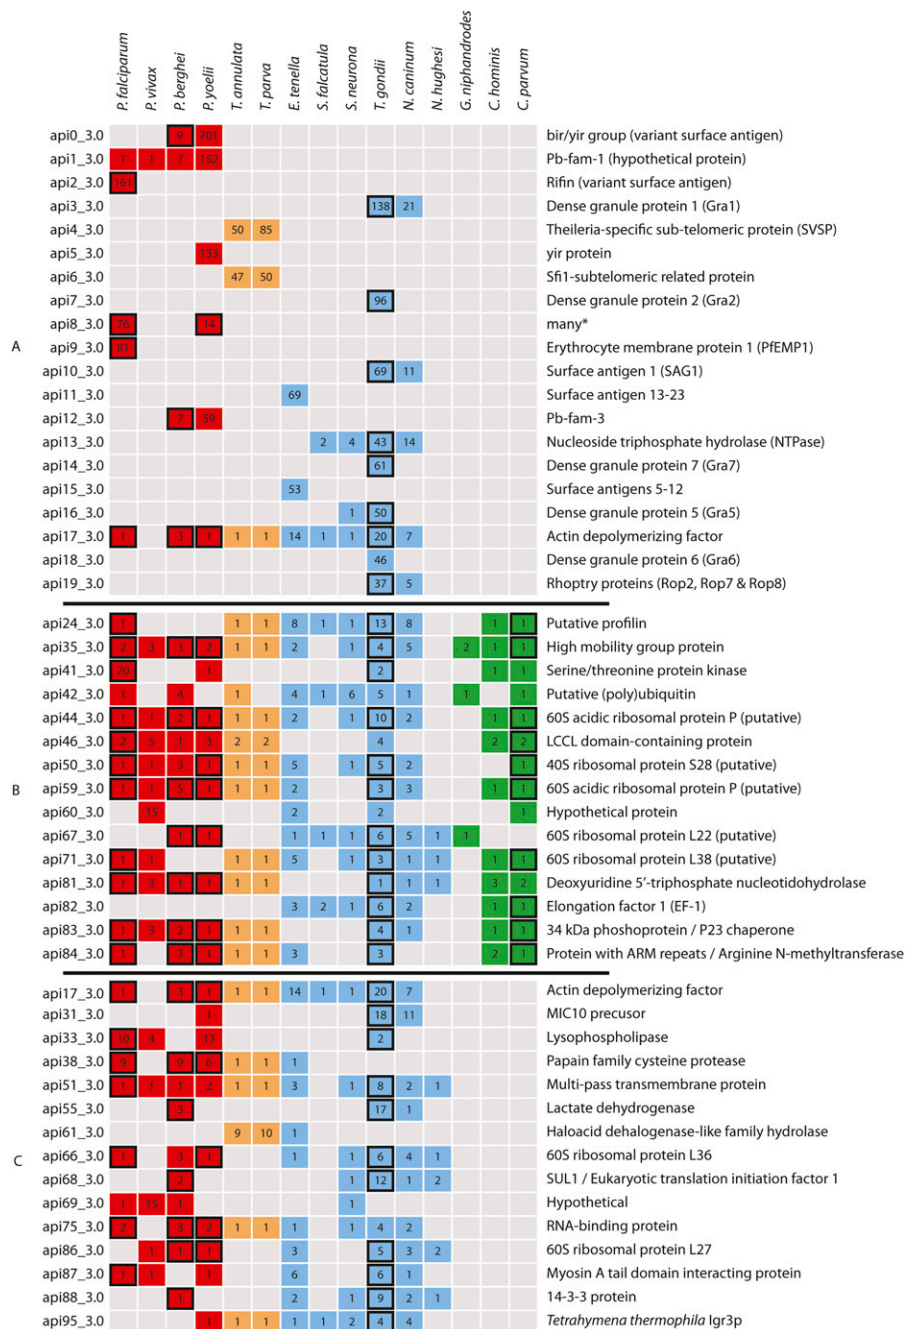 P. falciparum P. vivax P. berghei P. yoelii T. annulata T. parva E. tenella S. falcatula S. neurona T. gondii N. caninum N. hughesi G. niphandrodes C. hominis C. parvum
api0_3.0 9 701 bir/yir group (variant surface antigen)
api1_3.0 1 1 7 152 Pb-fam-1 (hypothetical protein)
api2_3.0 161 Rifin (variant surface antigen)
api3_3.0 138 21 Dense granule protein 1 (Gra1)
api4_3.0 50 85 Theileria-specific sub-telomeric protein (SVSP)
api5_3.0 133 yir protein
api6_3.0 47 50 Sfi1-subtelomeric related protein
api7_3.0 96 Dense granule protein 2 (Gra2)
api8_3.0 76 14 many*
A
api9_3.0 81 Erythrocyte membrane protein 1 (PfEMP1)
api10_3.0 69 11 Surface antigen 1 (SAG1)
api11_3.0 69 Surface antigen 13-23
api12_3.0 7 59 Pb-fam-3
api13_3.0 2 4 43 14 Nucleoside triphosphate hydrolase (NTPase)
api14_3.0 61 Dense granule protein 7 (Gra7)
api15_3.0 53 Surface antigens 5-12
api16_3.0 1 50 Dense granule protein 5 (Gra5)
api17_3.0 1 3 1 1 1 14 1 1 20 7 Actin depolymerizing factor
api18_3.0 46 Dense granule protein 6 (Gra6)
api19_3.0 37 5 Rhoptry proteins (Rop2, Rop7 & Rop8)
api24_3.0 1 1 1 8 1 1 13 8 1 1 Putative profilin
api35_3.0 2 3 3 2 1 1 2 1 4 5 2 1 1 High mobility group protein
api41_3.0 20 1 2 1 1 Serine/threonine protein kinase
api42_3.0 1 4 1 4 1 6 5 1 1 1 Putative (poly)ubiquitin
api44_3.0 1 1 2 1 1 1 2 1 10 2 1 1 60S acidic ribosomal protein P (putative)
api46_3.0 2 5 1 3 2 2 4 2 2 LCCL domain-containing protein
api50_3.0 1 1 3 1 1 1 5 1 5 2 1 40S ribosomal protein S28 (putative)
B
api59_3.0 1 1 5 1 1 1 2 3 3 1 1 60S acidic ribosomal protein P (putative)
api60_3.0 15 2 2 1 Hypothetical protein
api67_3.0 1 1 1 1 1 6 5 1 1 60S ribosomal protein L22 (putative)
api71_3.0 1 1 1 1 5 1 3 1 1 1 1 60S ribosomal protein L38 (putative)
api81_3.0 1 3 1 1 1 1 1 1 1 3 2 Deoxyuridine 5′-triphosphate nucleotidohydrolase
api82_3.0 3 2 1 6 2 1 1 Elongation factor 1 (EF-1)
api83_3.0 1 3 2 1 1 1 4 1 1 1 34 kDa phoshoprotein / P23 chaperone
api84_3.0 1 3 1 1 1 3 3 2 1 Protein with ARM repeats / Arginine N-methyltransferase
api17_3.0 1 3 1 1 1 14 1 1 20 7 Actin depolymerizing factor
api31_3.0 1 18 11 MIC10 precusor
api33_3.0 10 4 13 2 Lysophospholipase
api38_3.0 9 9 6 1 1 1 Papain family cysteine protease
api51_3.0 1 1 1 2 1 1 3 1 8 2 1 Multi-pass transmembrane protein
api55_3.0 3 17 1 Lactate dehydrogenase
api61_3.0 9 10 1 Haloacid dehalogenase-like family hydrolase
C
api66_3.0 1 3 1 1 1 6 4 1 60S ribosomal protein L36
api68_3.0 2 1 12 1 2 SUL1 / Eukaryotic translation initiation factor 1
api69_3.0 1 15 1 1 Hypothetical
api75_3.0 2 3 2 1 1 1 1 4 2 RNA-binding protein
api86_3.0 1 1 1 3 5 3 2 60S ribosomal protein L27
api87_3.0 1 1 1 6 6 1 Myosin A tail domain interacting protein
api88_3.0 1 2 1 9 2 1 14-3-3 protein
api95_3.0 1 1 1 1 1 2 4 4 Tetrahymena thermophila Igr3p